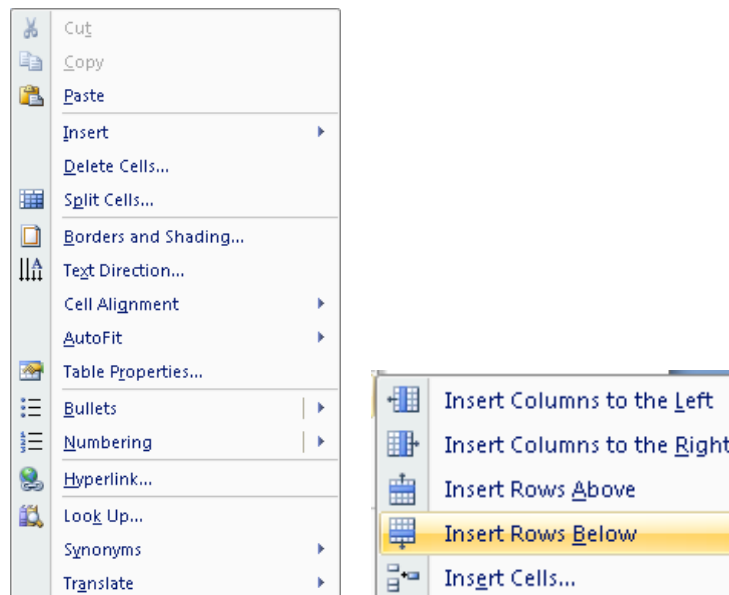 Cut
Copy
Paste
Insert
Delete Cells...
Split Cells...
Borders and Shading...
Text Direction...
Cell Alignment
AutoFit
Table Properties...
Bullets
Numbering
Hyperlink...
Look Up...
Synonyms
Translate
Insert Columns to the Left
Insert Columns to the Right
Insert Rows Above
Insert Rows Below
Insert Cells...